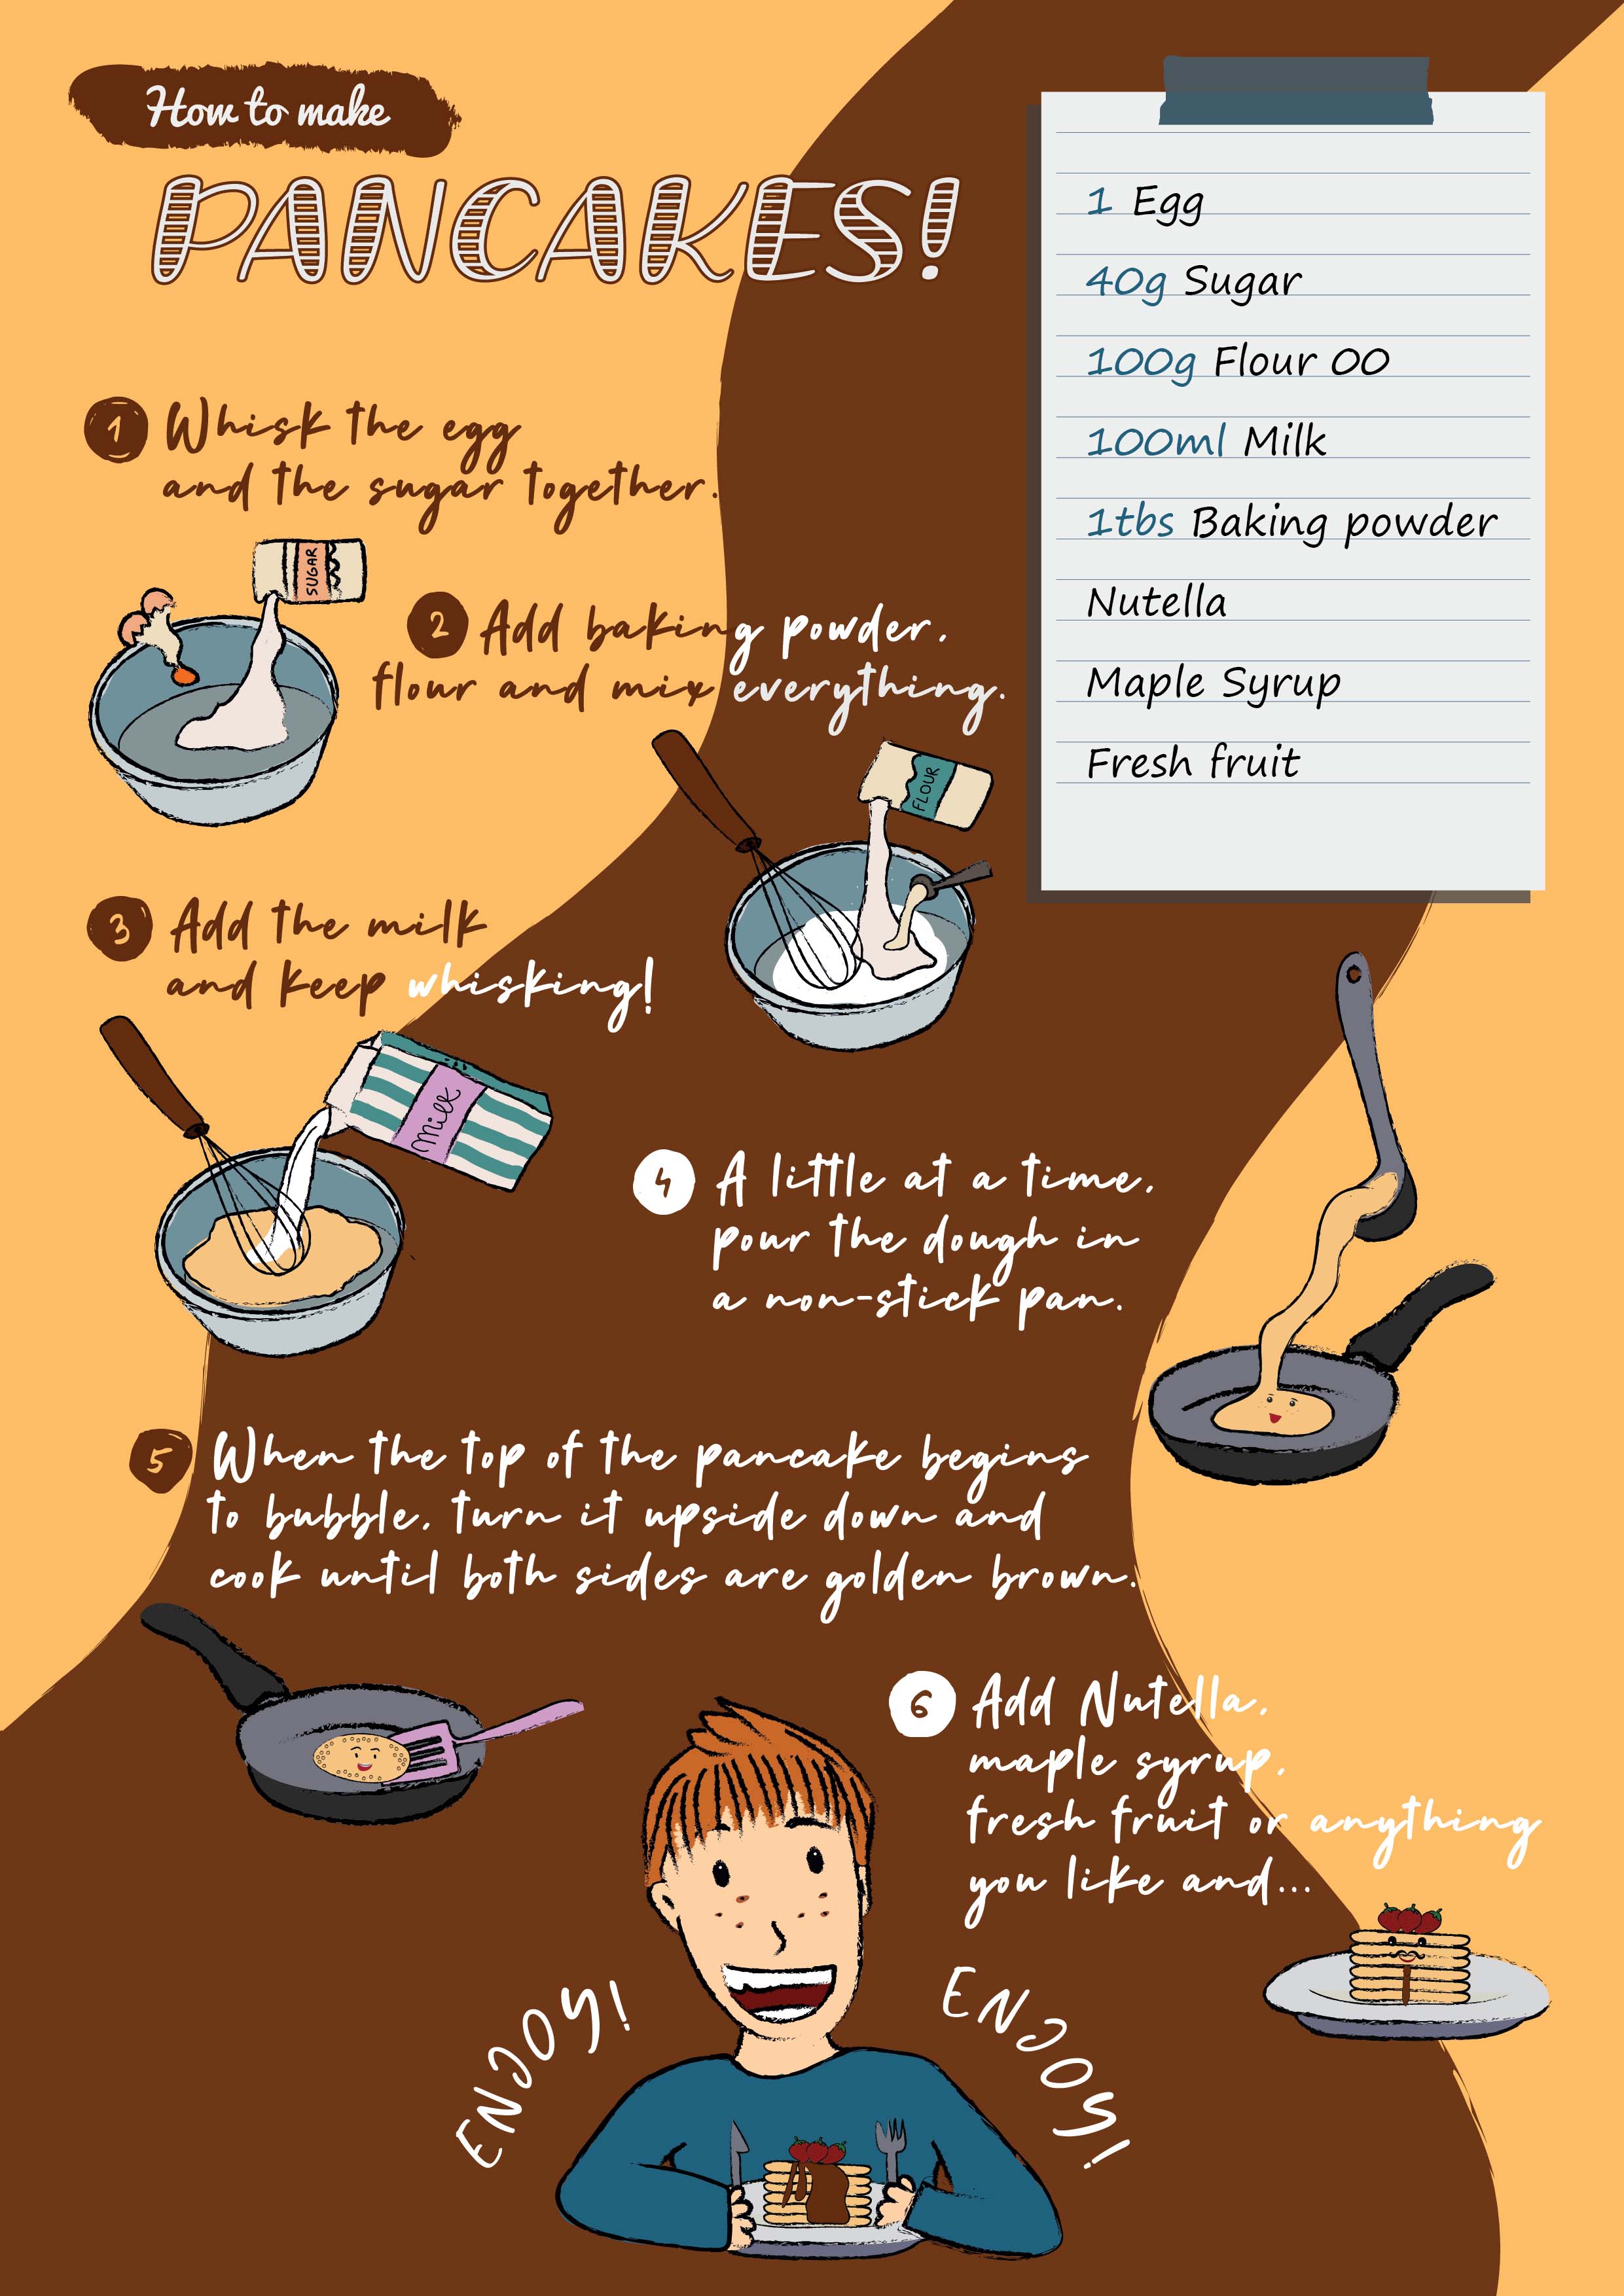 How to make
PANCAKES!
1 Egg
40g Sugar
100g Flour 00
100ml Milk
1tbs Baking powder
Nutella
Maple Syrup
Fresh fruit
1 Whisk the egg
and the sugar together.
SUGAR
2 Add baking powder,
flour and mix everything.
FLOUR
3 Add the milk
and keep whisking!
Milk
4 A little at a time,
pour the dough in
a non-stick pan.
5 When the top of the pancake begins
to bubble, turn it upside down and
cook until both sides are golden brown.
6 Add Nutella,
maple syrup,
fresh fruit or anything
you like and...
ENJOY!
ENJOY!